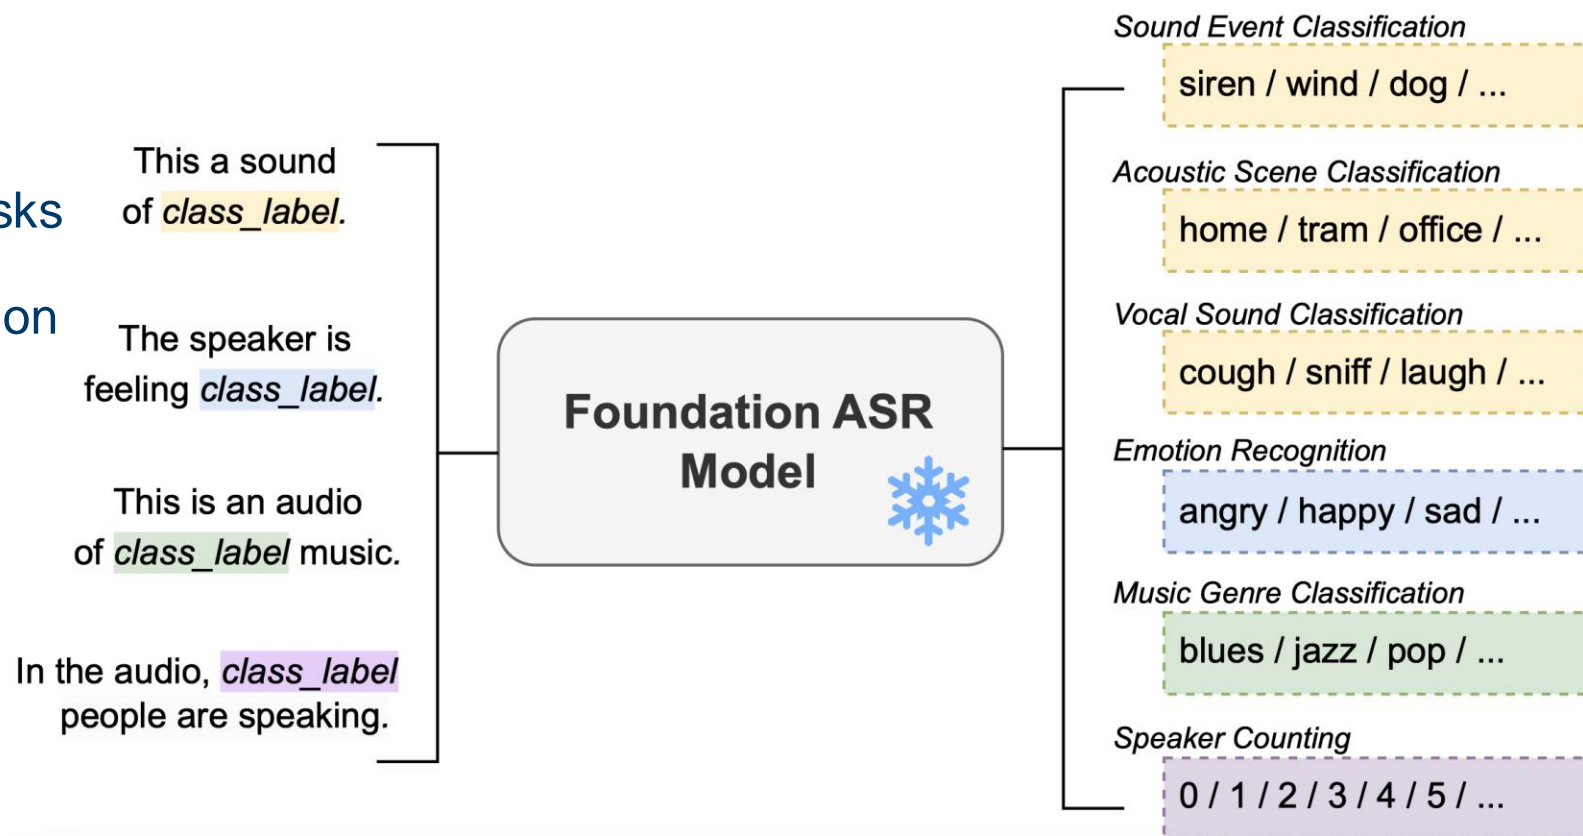 sks
on
This a sound
of class_label.
The speaker is
feeling class_label.
This is an audio
of class_label music.
In the audio, class_label
people are speaking.
Foundation ASR
Model
Sound Event Classification
siren / wind / dog / ...
Acoustic Scene Classification
home / tram / office / ...
Vocal Sound Classification
cough / sniff / laugh / ...
Emotion Recognition
angry / happy / sad / ...
Music Genre Classification
blues / jazz / pop / ...
Speaker Counting
0 / 1 / 2 / 3 / 4 / 5 / ...